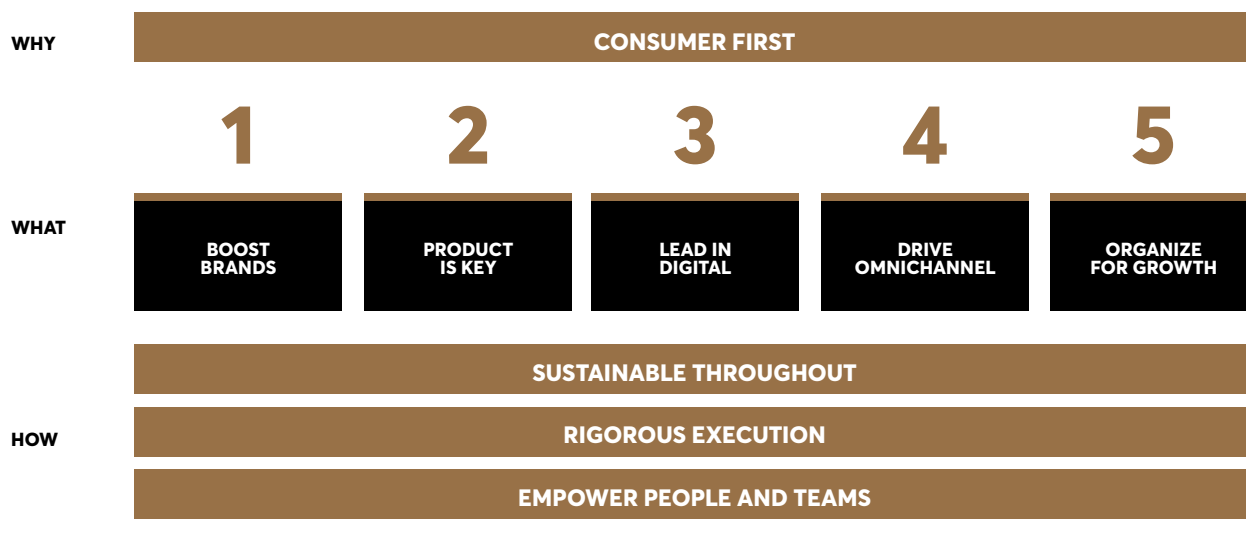 WHY
CONSUMER FIRST
1
2
3
4
5
WHAT
BOOST
BRANDS
PRODUCT
IS KEY
LEAD IN
DIGITAL
DRIVE
OMNICHANNEL
ORGANIZE
FOR GROWTH
HOW
SUSTAINABLE THROUGHOUT
RIGOROUS EXECUTION
EMPOWER PEOPLE AND TEAMS